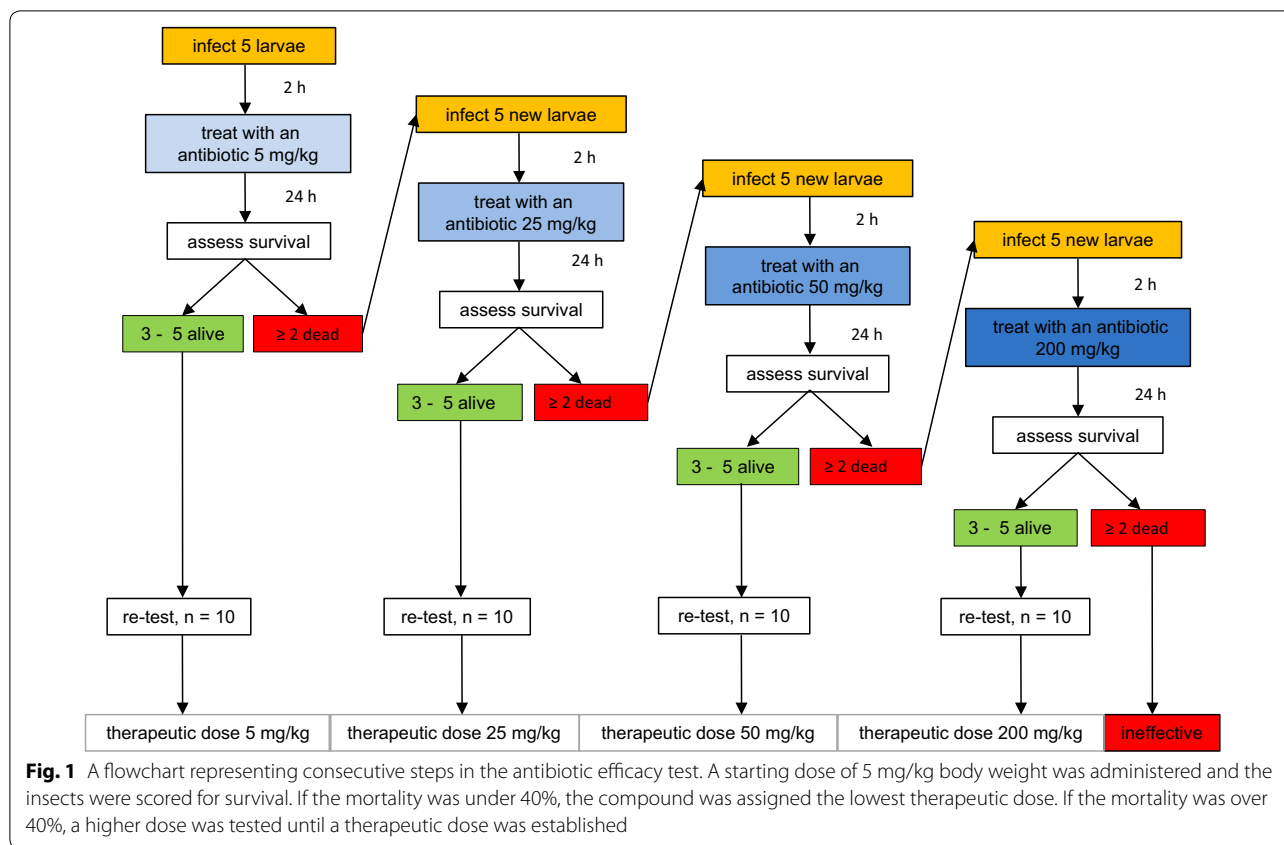 infect 5 larvae
2 h
treat with an
antibiotic 5 mg/kg
24 h
assess survival
3 - 5 alive
≥ 2 dead
infect 5 new larvae
2 h
treat with an
antibiotic 25 mg/kg
24 h
assess survival
3 - 5 alive
≥ 2 dead
infect 5 new larvae
2 h
treat with an
antibiotic 50 mg/kg
24 h
assess survival
3 - 5 alive
≥ 2 dead
infect 5 new larvae
2 h
treat with an antibiotic
200 mg/kg
24 h
assess survival
3 - 5 alive
≥ 2 dead
re-test, n = 10
re-test, n = 10
re-test, n = 10
re-test, n = 10
therapeutic dose 5 mg/kg
therapeutic dose 25 mg/kg
therapeutic dose 50 mg/kg
therapeutic dose 200 mg/kg
ineffective
Fig. 1 A flowchart representing consecutive steps in the antibiotic efficacy test. A starting dose of 5 mg/kg body weight was administered and the
insects were scored for survival. If the mortality was under 40%, the compound was assigned the lowest therapeutic dose. If the mortality was over
40%, a higher dose was tested until a therapeutic dose was established